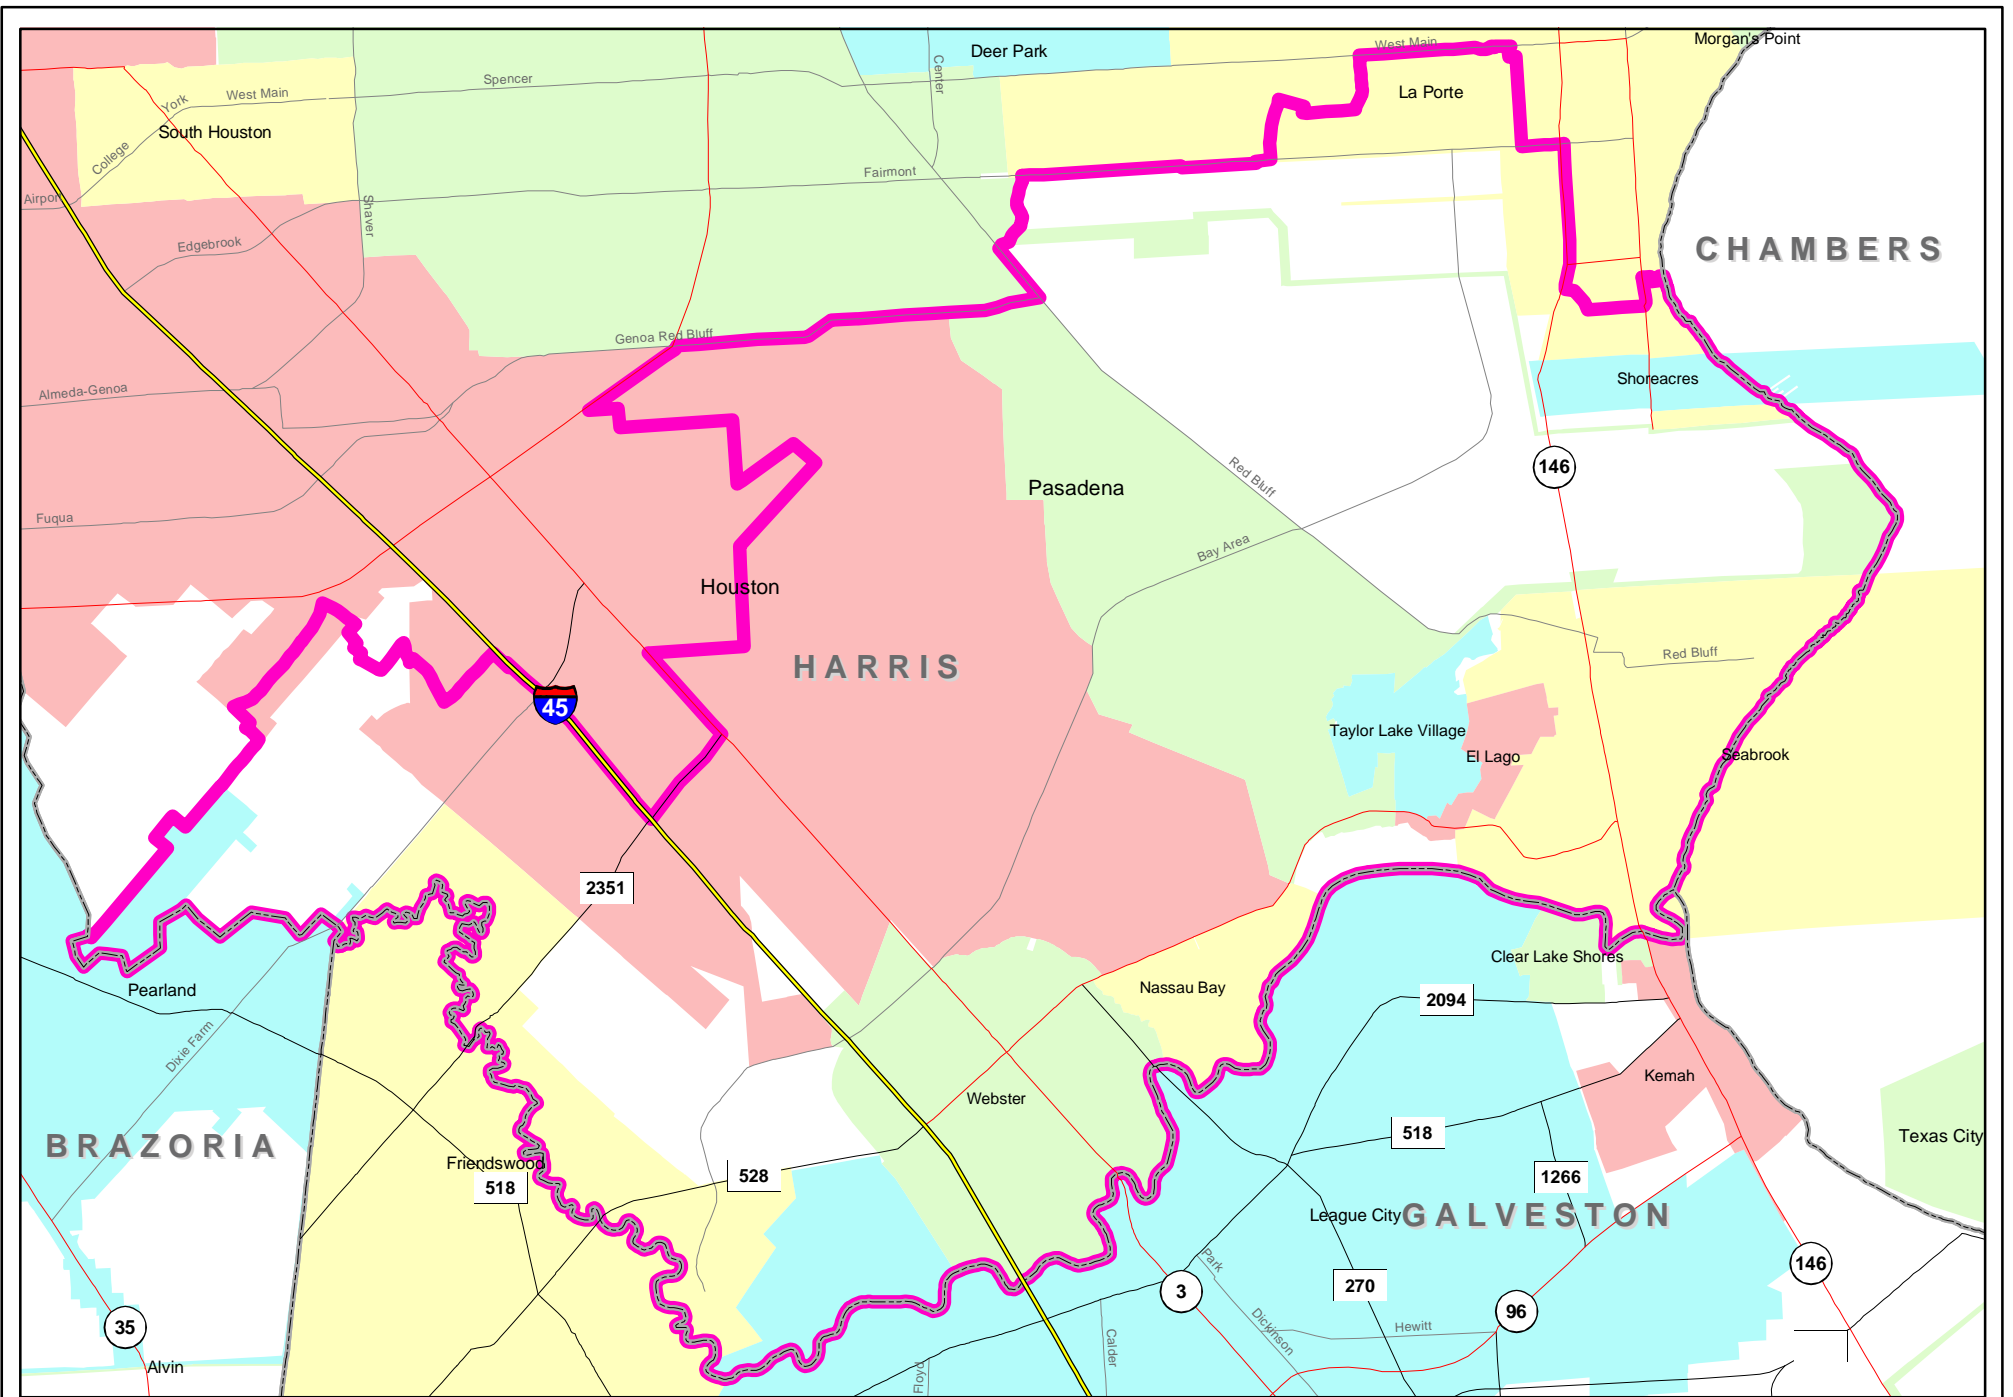 Deer Park
West Main
Morgan's Point
Center
Spencer
La Porte
York
West Main
South Houston
College
Fairmont
Airport
Shaver
Edgebrook
CHAMBERS
Genoa Red Bluff
Shoreacres
Almeda-Genoa
146
Red Bluff
Pasadena
Fuqua
Bay Area
Houston
HARRIS
Red Bluff
45
Taylor Lake Village
El Lago
Seabrook
2351
Clear Lake Shores
Pearland
Nassau Bay
2094
Dixie Farm
Kemah
Webster
518
Texas City
BRAZORIA
Friendswood
528
1266
518
League City
GALVESTON
Park
146
270
3
96
35
Dickinson
Hewitt
Calder
Alvin
Floyd